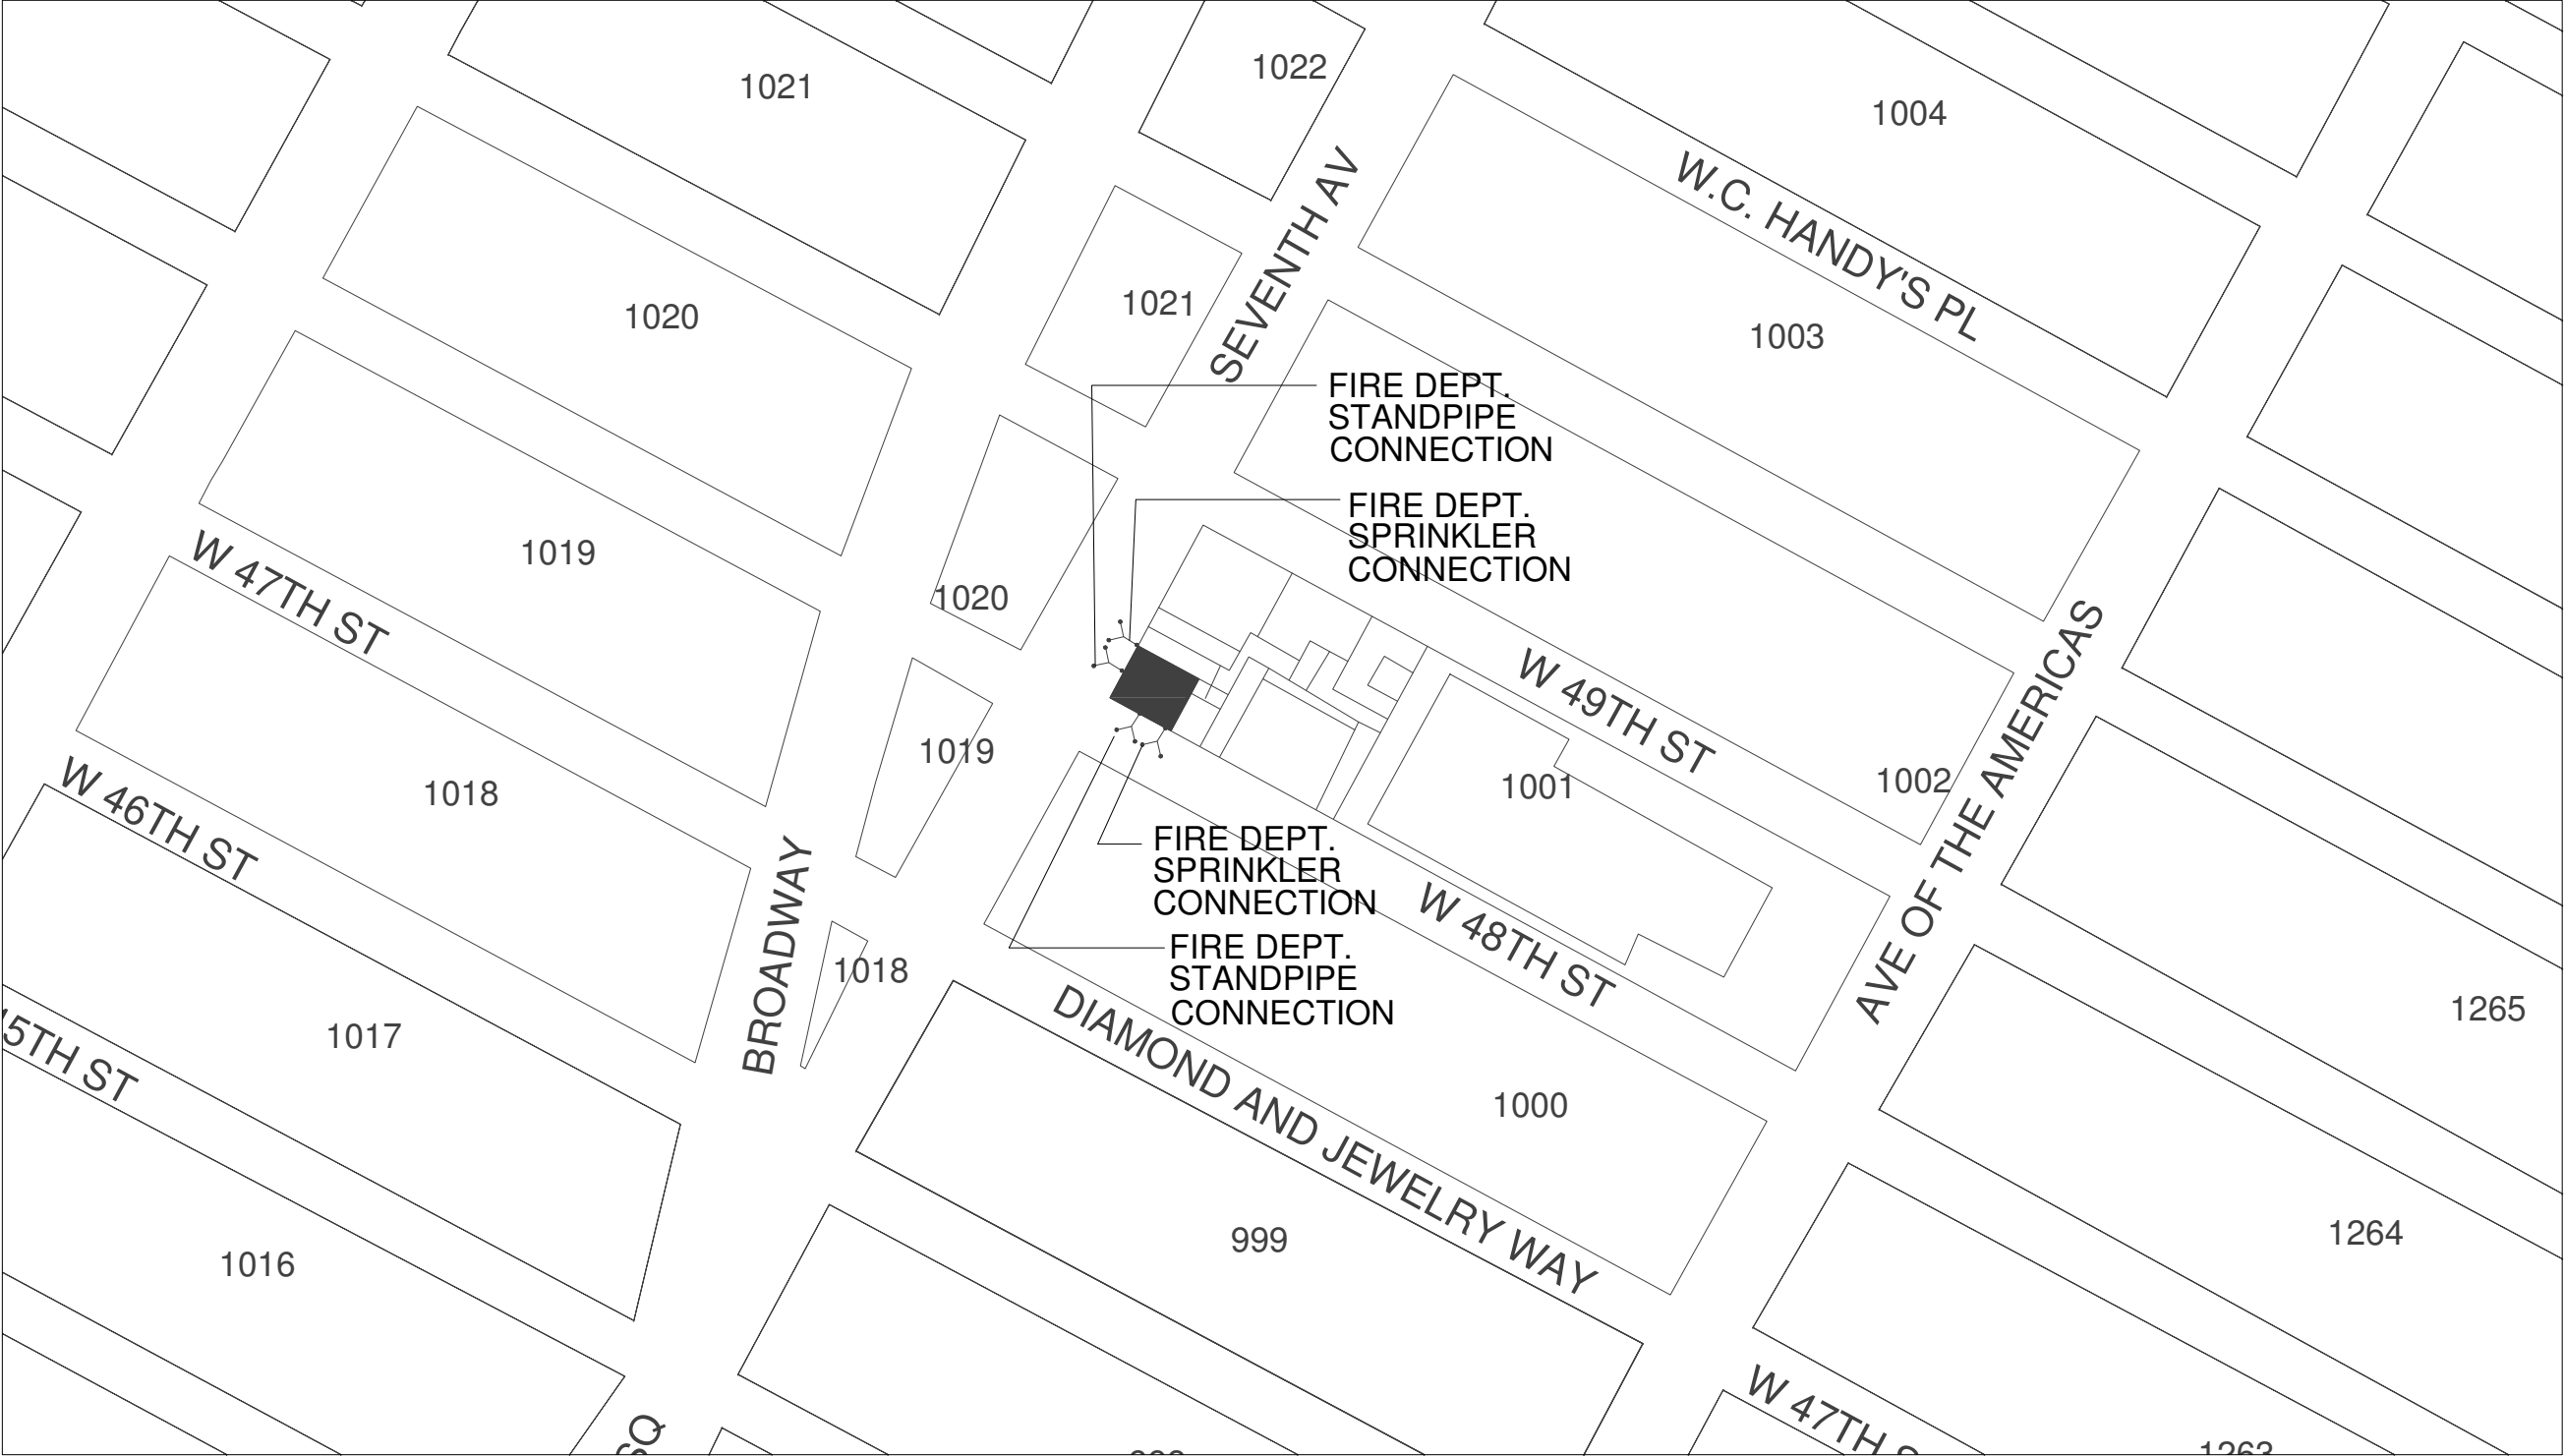 1021
1022
1004
W.C. HANDY'S PL
SEVENTH AV
1020
1021
1003
FIRE DEPT.
STANDPIPE
CONNECTION
FIRE DEPT.
SPRINKLER
CONNECTION
1019
W 47TH ST
1020
W 49TH ST
1019
1018
W 46TH ST
1001
1002
AVE OF THE AMERICAS
FIRE DEPT.
SPRINKLER
CONNECTION
W 48TH ST
BROADWAY
1018
FIRE DEPT.
STANDPIPE
CONNECTION
1017
5TH ST
DIAMOND AND JEWELRY WAY
1265
1000
999
1264
1016
W 47TH S
SQ
1263